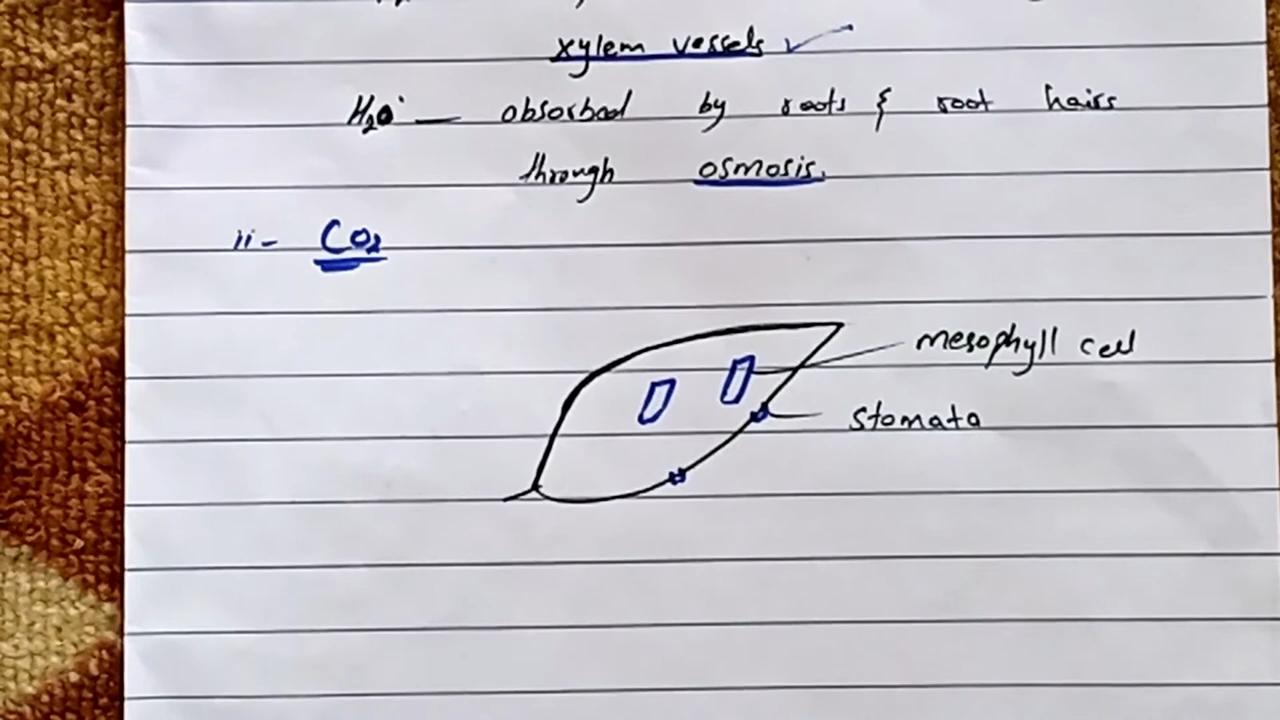 xylem vessels ✓
H₂O — absorbed by roots & root hairs
through osmosis.
ii- CO₂
mesophyll cell
stomata